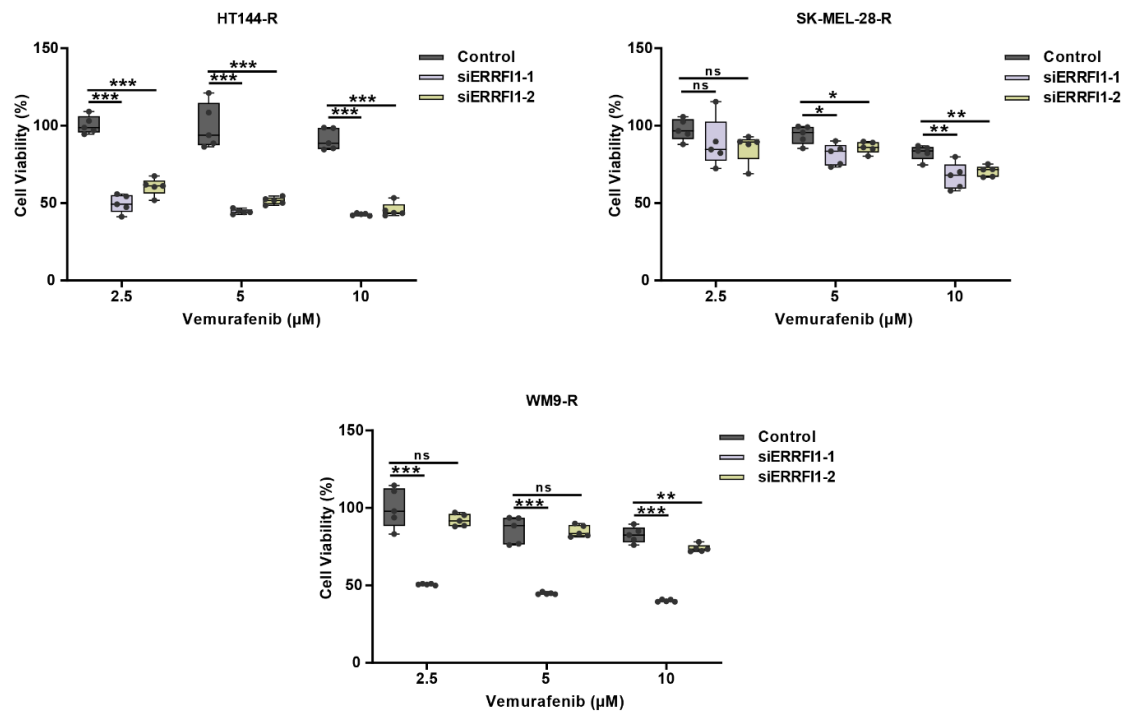 HT144-R
150
100
50
0
Cell Viability (%)
***
***
***
***
***
***
2.5
5
10
Vemurafenib (µM)
Control
siERRFI1-1
siERRFI1-2
SK-MEL-28-R
150
100
50
0
Cell Viability (%)
ns
ns
*
*
**
**
2.5
5
10
Vemurafenib (µM)
Control
siERRFI1-1
siERRFI1-2
WM9-R
150
100
50
0
Cell Viability (%)
ns
***
ns
***
**
***
2.5
5
10
Vemurafenib (µM)
Control
siERRFI1-1
siERRFI1-2